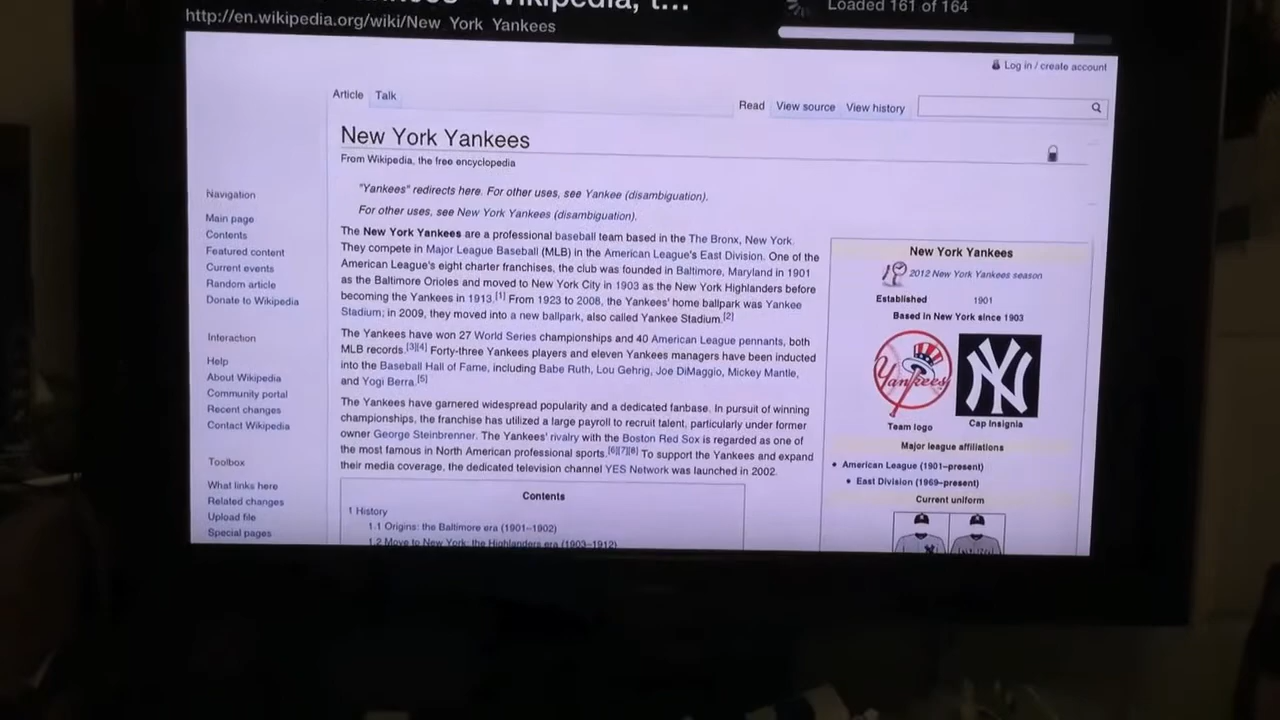 Wikipedia, t...
Loaded 161 of 164
http://en.wikipedia.org/wiki/New York Yankees
Log in / create account
Article Talk
Read View source View history
New York Yankees
From Wikipedia, the free encyclopedia
"Yankees" redirects here. For other uses, see Yankee (disambiguation).
For other uses, see New York Yankees (disambiguation).
The New York Yankees are a professional baseball team based in the The Bronx, New York.
They compete in Major League Baseball (MLB) in the American League's East Division. One of the
American League's eight charter franchises, the club was founded in Baltimore, Maryland in 1901
as the Baltimore Orioles and moved to New York City in 1903 as the New York Highlanders before
becoming the Yankees in 1913.[1] From 1923 to 2008, the Yankees' home ballpark was Yankee
Stadium; in 2009, they moved into a new ballpark, also called Yankee Stadium.[2]
The Yankees have won 27 World Series championships and 40 American League pennants, both
MLB records.[3][4] Forty-three Yankees players and eleven Yankees managers have been inducted
into the Baseball Hall of Fame, including Babe Ruth, Lou Gehrig, Joe DiMaggio, Mickey Mantle,
and Yogi Berra.[5]
The Yankees have garnered widespread popularity and a dedicated fanbase. In pursuit of winning
championships, the franchise has utilized a large payroll to recruit talent, particularly under former
owner George Steinbrenner. The Yankees' rivalry with the Boston Red Sox is regarded as one of
the most famous in North American professional sports.[6][7][8] To support the Yankees and expand
their media coverage, the dedicated television channel YES Network was launched in 2002.
Contents
1 History
1.1 Origins: the Baltimore era (1901–1902)
1.2 Move to New York: the Highlanders era (1903–1912)
Navigation
Main page
Contents
Featured content
Current events
Random article
Donate to Wikipedia
Interaction
Help
About Wikipedia
Community portal
Recent changes
Contact Wikipedia
Toolbox
What links here
Related changes
Upload file
Special pages
New York Yankees
2012 New York Yankees season
Established 1901
Based in New York since 1903
Yankees
NY
Team logo
Cap Insignia
Major league affiliations
American League (1901–present)
East Division (1969–present)
Current uniform